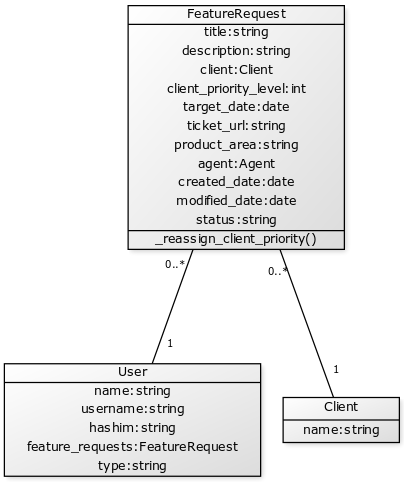 FeatureRequest
title:string
description:string
client:Client
client_priority_level:int
target_date:date
ticket_url:string
product_area:string
agent:Agent
created_date:date
modified_date:date
status:string
_reassign_client_priority()
0..*
0..*
1
1
User
name:string
username:string
hashim:string
feature_requests:FeatureRequest
type:string
Client
name:string